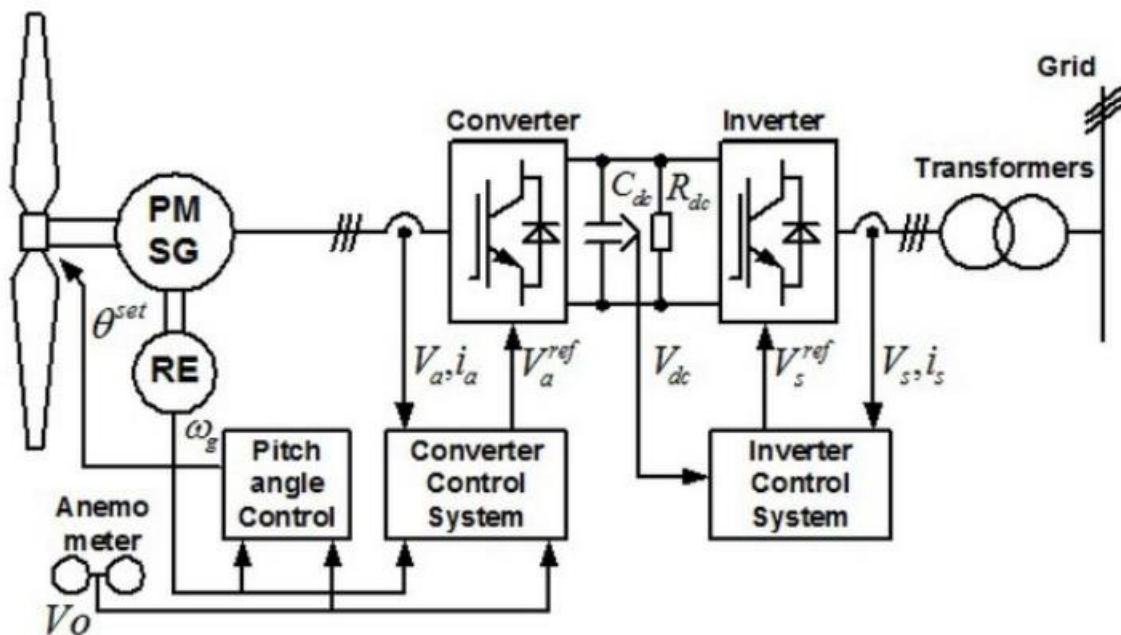 Grid
Converter
Inverter
Transformers
C_dc
R_dc
PM
SG
θ^set
RE
V_a, i_a
V_a^ref
V_dc
V_s^ref
V_s, i_s
ω_g
Pitch
angle
Control
Converter
Control
System
Inverter
Control
System
Anemo
meter
Vo